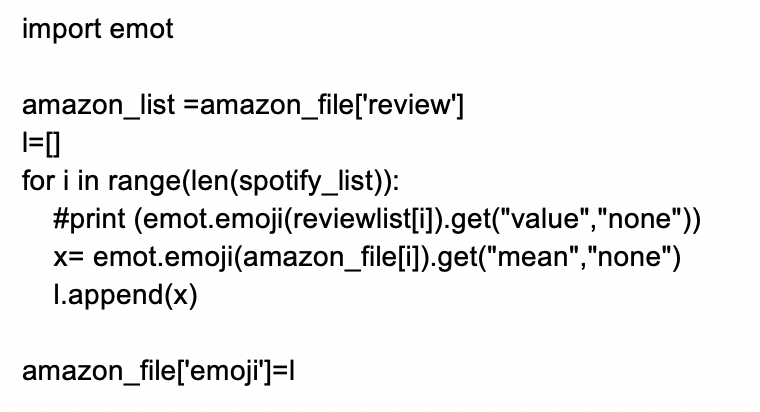 import emot
amazon_list =amazon_file['review']
l=[]
for i in range(len(spotify_list)):
#print (emot.emoji(reviewlist[i]).get("value","none"))
x= emot.emoji(amazon_file[i]).get("mean","none")
l.append(x)
amazon_file['emoji']=l